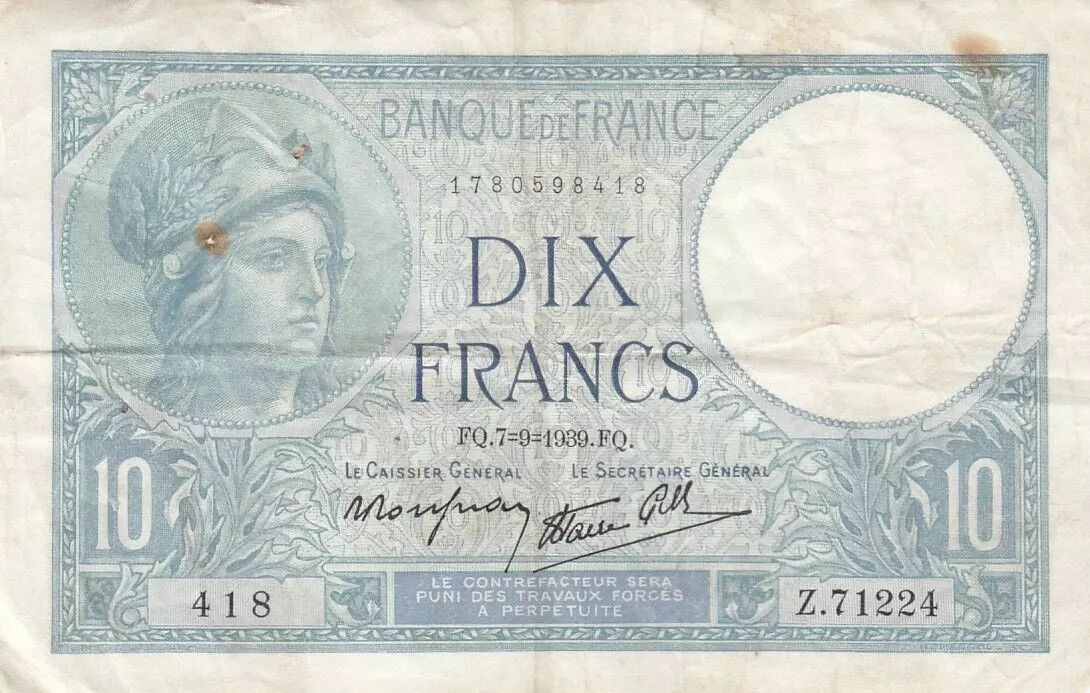 BANQUE DE FRANCE
1780598418
DIX
FRANCS
FQ.7=9=1939.FQ.
LE CAISSIER GENERAL LE SECRÉTAIRE GÉNÉRAL
10 10
418 LE CONTREFACTEUR SERA Z.71224
PUNI DES TRAVAUX FORCÉS
A PERPÉTUITÉ